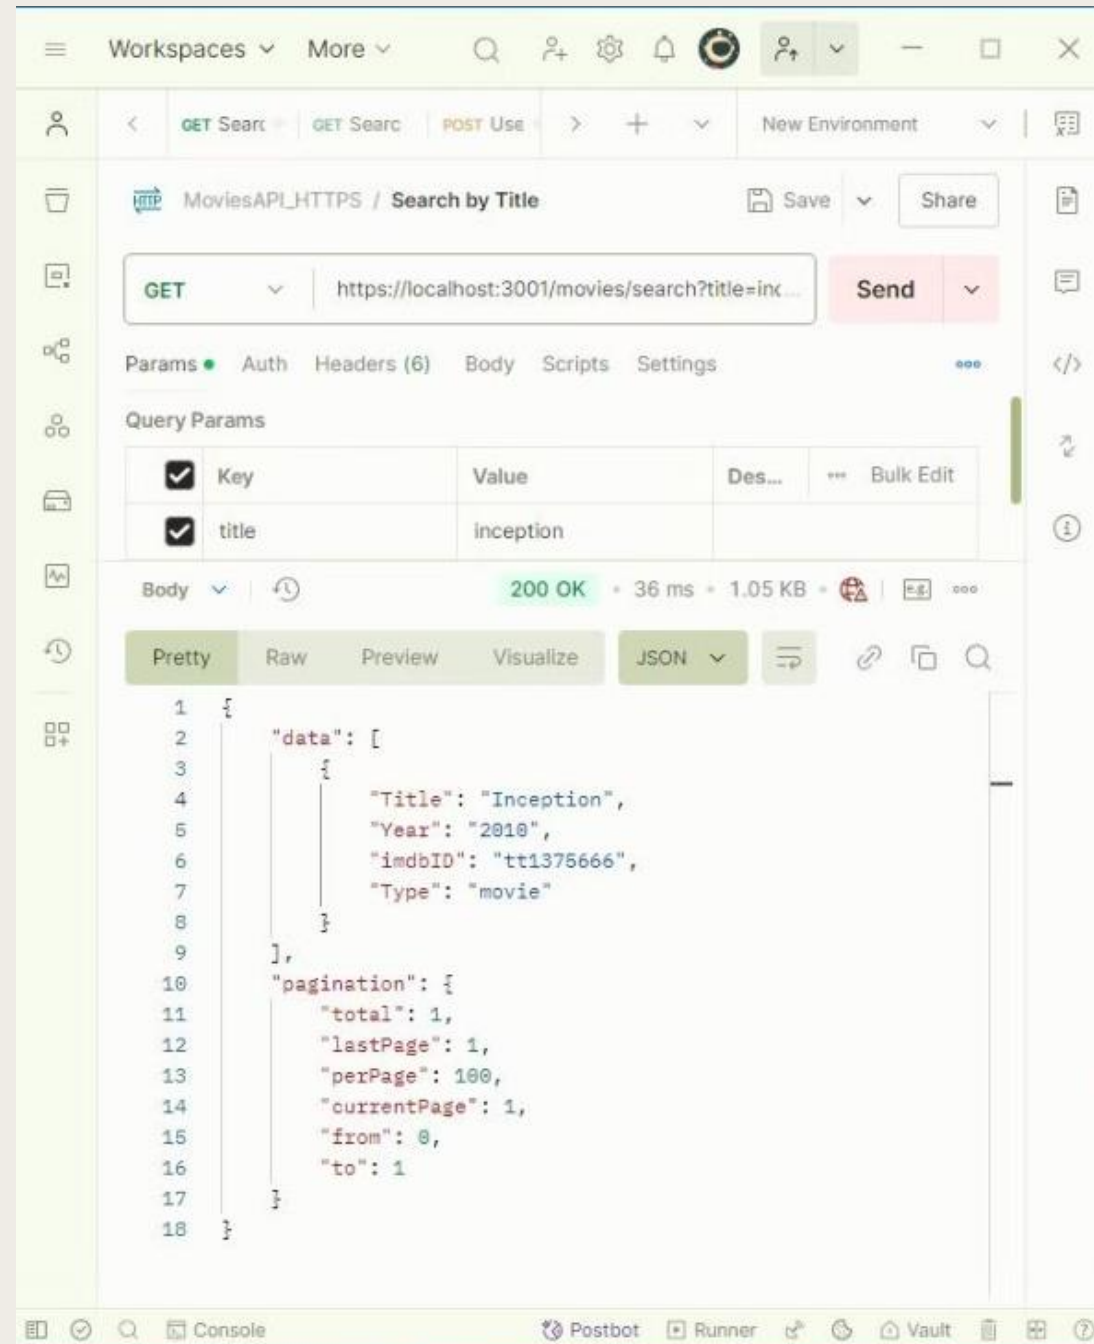 Workspaces More
GET Searc GET Searc POST Use New Environment
HTTP MoviesAPI_HTTPS / Search by Title Save Share
GET https://localhost:3001/movies/search?title=inc... Send
Params Auth Headers (6) Body Scripts Settings
Query Params
Key Value Des... Bulk Edit
title inception
Body 200 OK 36 ms 1.05 KB e.g.
Pretty Raw Preview Visualize JSON
1 {
2 "data": [
3 {
4 "Title": "Inception",
5 "Year": "2010",
6 "imdbID": "tt1375666",
7 "Type": "movie"
8 }
9 ],
10 "pagination": {
11 "total": 1,
12 "lastPage": 1,
13 "perPage": 100,
14 "currentPage": 1,
15 "from": 0,
16 "to": 1
17 }
18 }
Console Postbot Runner Vault